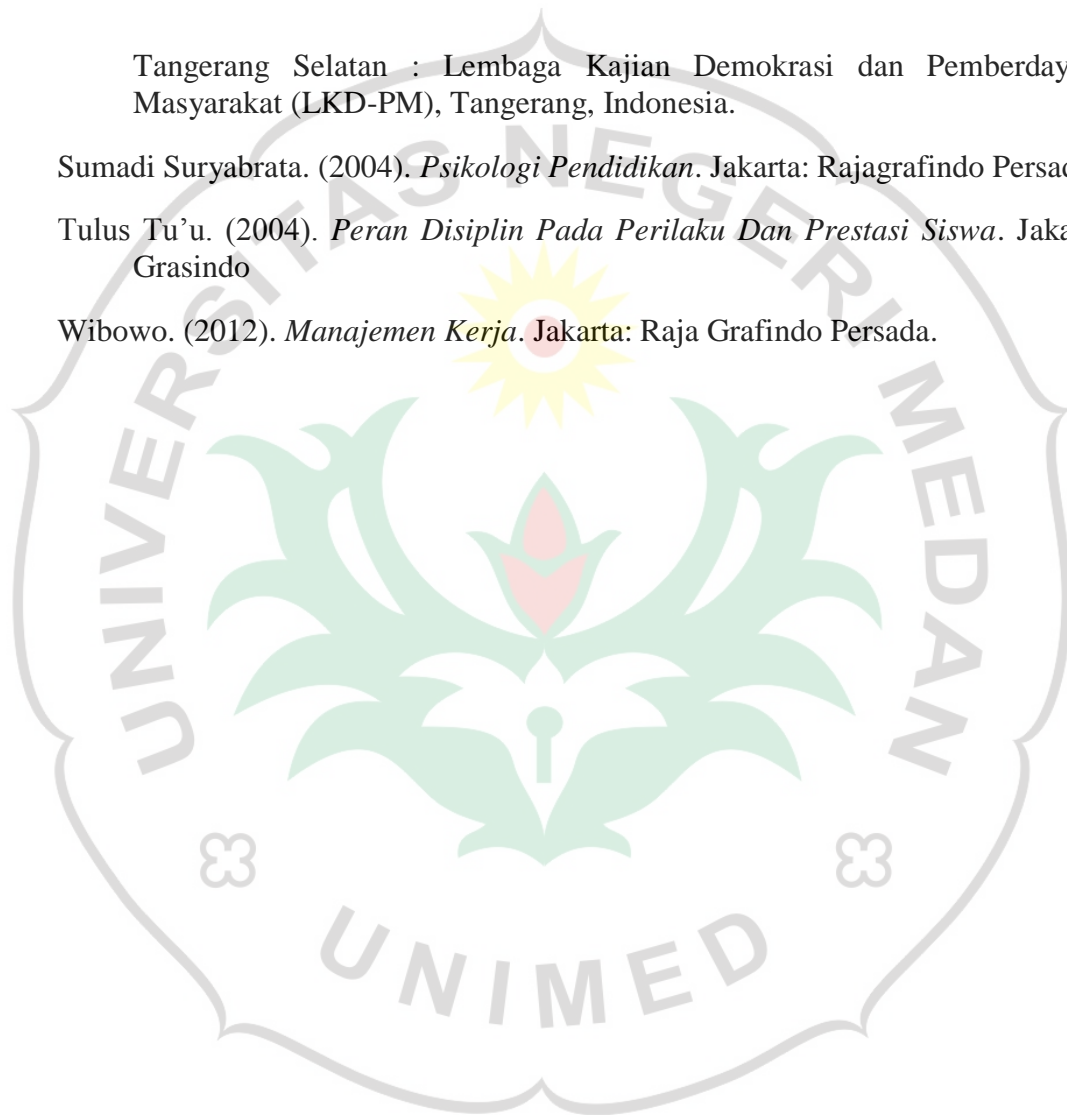 Tangerang Selatan : Lembaga Kajian Demokrasi dan Pemberday
Masyarakat (LKD-PM), Tangerang, Indonesia.
Sumadi Suryabrata. (2004). Psikologi Pendidikan. Jakarta: Rajagrafindo Persad
Tulus Tu’u. (2004). Peran Disiplin Pada Perilaku Dan Prestasi Siswa. Jaka
Grasindo
Wibowo. (2012). Manajemen Kerja. Jakarta: Raja Grafindo Persada.
UNIVERSITAS NEGERI MEDAN
UNIMED